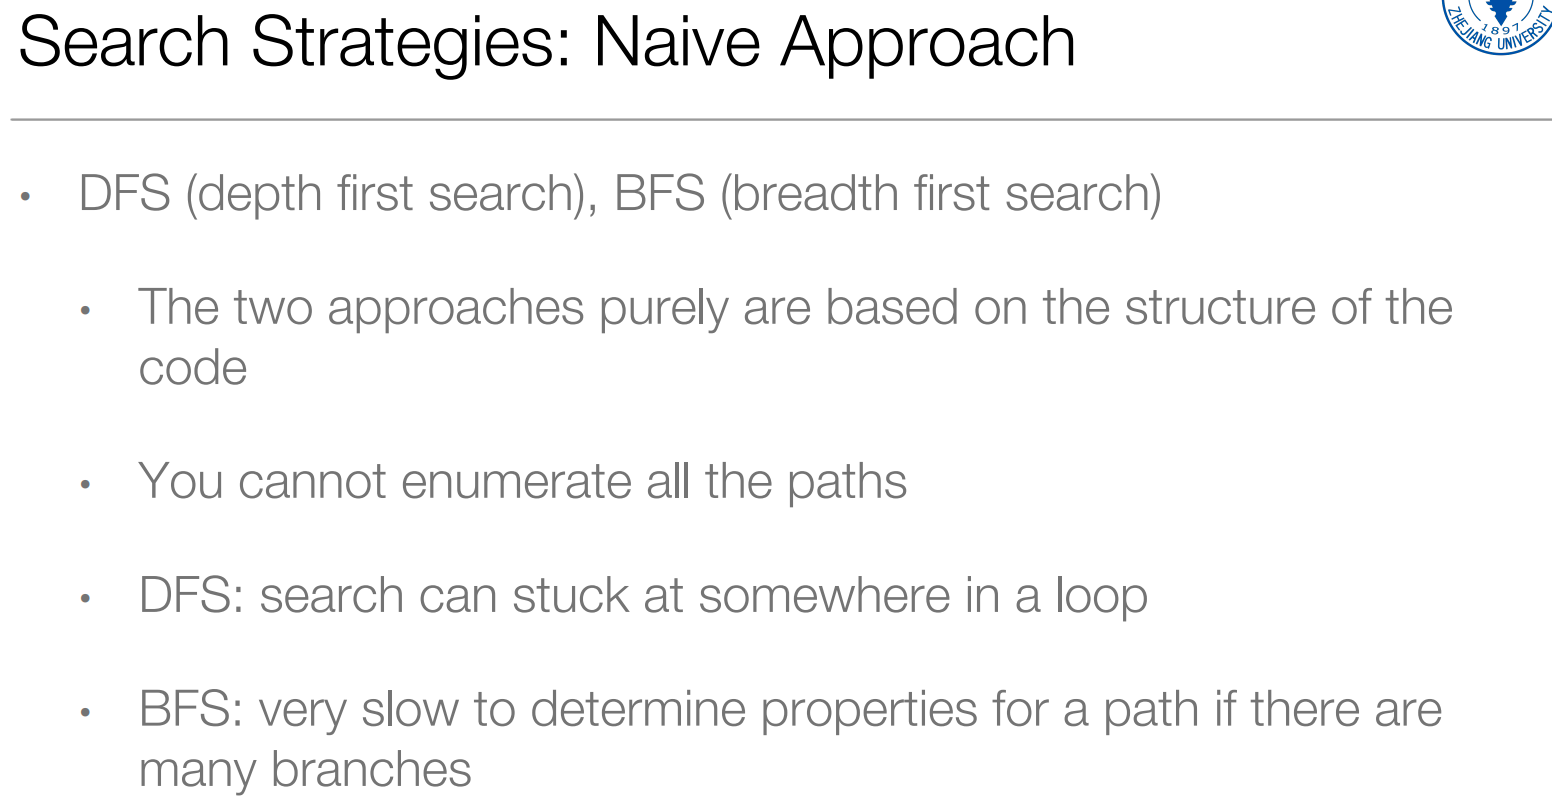 Search Strategies: Naive Approach
1897
ZHEJIANG UNIVERSITY
• DFS (depth first search), BFS (breadth first search)
• The two approaches purely are based on the structure of the
code
• You cannot enumerate all the paths
• DFS: search can stuck at somewhere in a loop
• BFS: very slow to determine properties for a path if there are
many branches